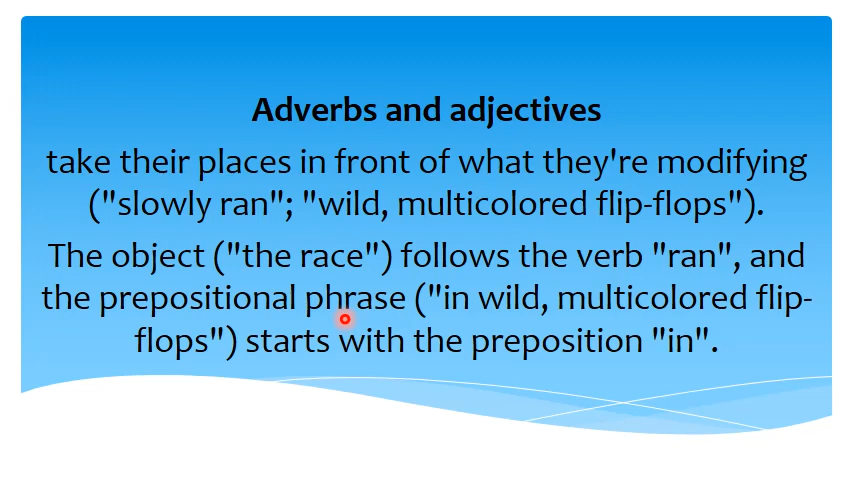 Adverbs and adjectives
take their places in front of what they're modifying
("slowly ran"; "wild, multicolored flip-flops").
The object ("the race") follows the verb "ran", and
the prepositional phrase ("in wild, multicolored flip-
flops") starts with the preposition "in".